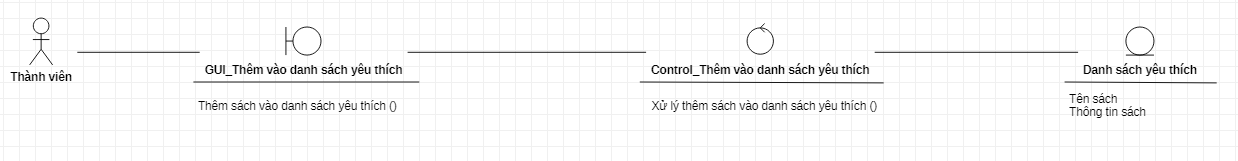 Thành viên
GUI_Thêm vào danh sách yêu thích
Thêm sách vào danh sách yêu thích ()
Control_Thêm vào danh sách yêu thích
Xử lý thêm sách vào danh sách yêu thích ()
Danh sách yêu thích
Tên sách
Thông tin sách